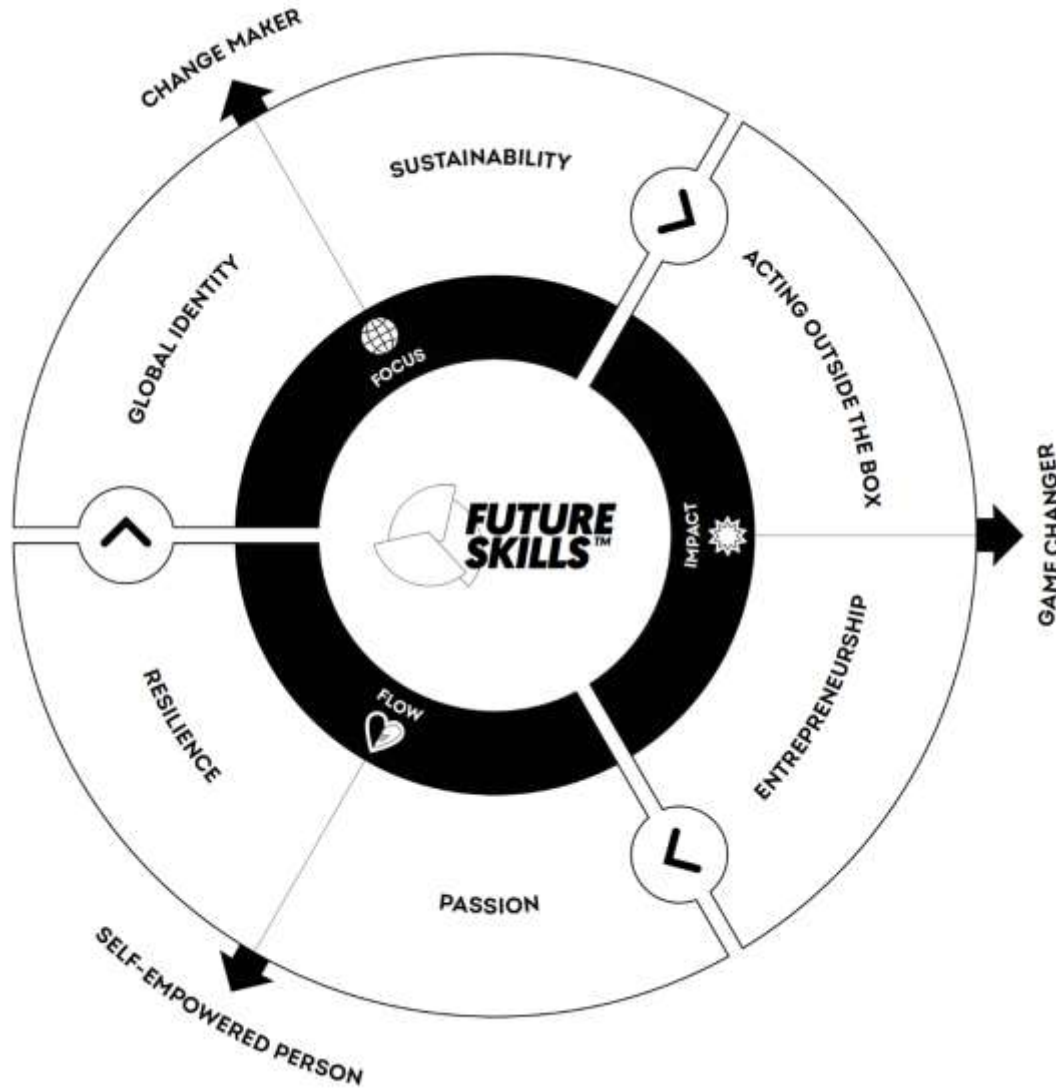 CHANGE MAKER
SUSTAINABILITY
GLOBAL IDENTITY
ACTING OUTSIDE THE BOX
FOCUS
IMPACT
GAME CHANGER
FUTURE
SKILLS™
FLOW
RESILIENCE
ENTREPRENEURSHIP
PASSION
SELF-EMPOWERED PERSON